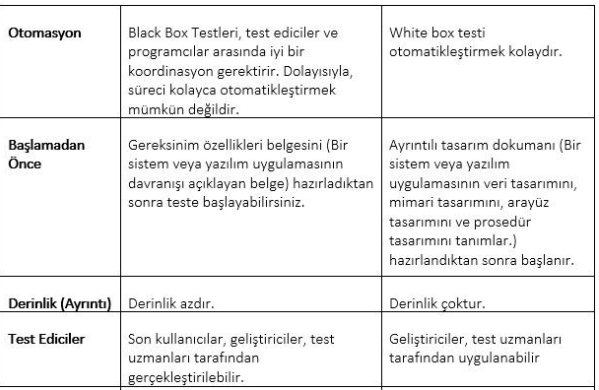 Otomasyon
Black Box Testleri, test ediciler ve
programcılar arasında iyi bir
koordinasyon gerektirir. Dolayısıyla,
süreci kolayca otomatikleştirmek
mümkün değildir.
White box testi
otomatikleştirmek kolaydır.
Başlamadan
Önce
Gereksinim özellikleri belgesini (Bir
sistem veya yazılım uygulamasının
davranışı açıklayan belge) hazırladıktan
sonra teste başlayabilirsiniz.
Ayrıntılı tasarım dokumanı (Bir
sistem veya yazılım
uygulamasının veri tasarımını,
mimari tasarımını, arayüz
tasarımını ve prosedür
tasarımını tanımlar.)
hazırlandıktan sonra başlanır.
Derinlik (Ayrıntı)
Derinlik azdır.
Derinlik çoktur.
Test Ediciler
Son kullanıcılar, geliştiriciler, test
uzmanları tarafından
gerçekleştirilebilir.
Geliştiriciler, test uzmanları
tarafından uygulanabilir